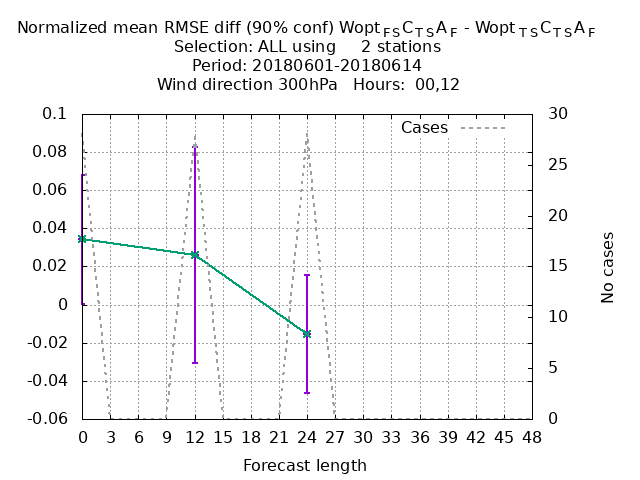 Normalized mean RMSE diff (90% conf) Wopt FS C TS A F - Wopt TS C TS A F
Selection: ALL using 2 stations
Period: 20180601-20180614
Wind direction 300hPa Hours: 00,12
Cases
0.1
0.08
0.06
0.04
0.02
0
-0.02
-0.04
-0.06
30
25
20
15
10
5
0
No cases
0 3 6 9 12 15 18 21 24 27 30 33 36 39 42 45 48
Forecast length